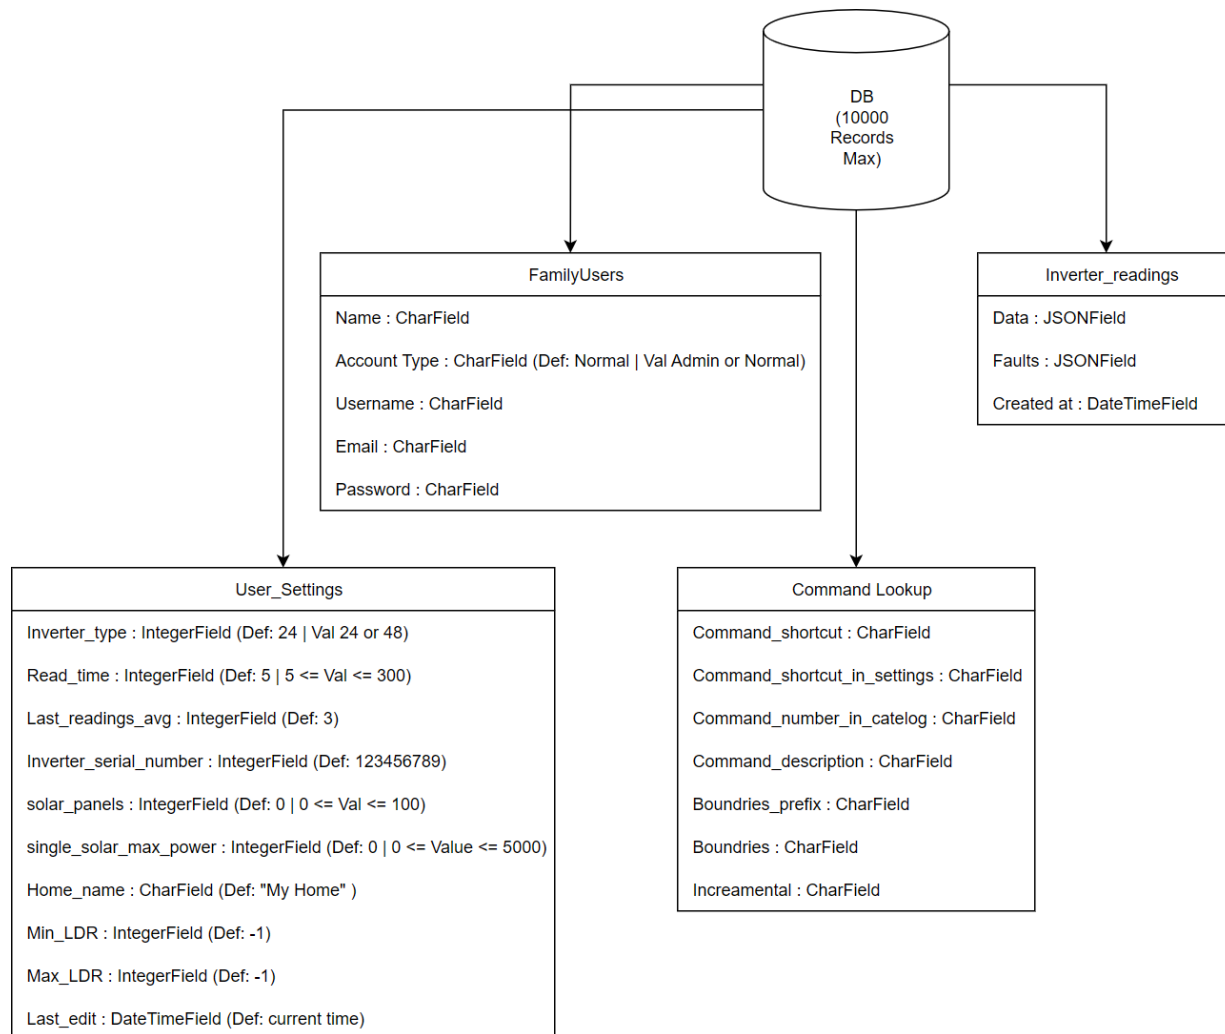 DB
(10000
Records
Max)
FamilyUsers
Name : CharField
Account Type : CharField (Def: Normal | Val Admin or Normal)
Username : CharField
Email : CharField
Password : CharField
Inverter_readings
Data : JSONField
Faults : JSONField
Created at : DateTimeField
User_Settings
Inverter_type : IntegerField (Def: 24 | Val 24 or 48)
Read_time : IntegerField (Def: 5 | 5 <= Val <= 300)
Last_readings_avg : IntegerField (Def: 3)
Inverter_serial_number : IntegerField (Def: 123456789)
solar_panels : IntegerField (Def: 0 | 0 <= Val <= 100)
single_solar_max_power : IntegerField (Def: 0 | 0 <= Value <= 5000)
Home_name : CharField (Def: "My Home" )
Min_LDR : IntegerField (Def: -1)
Max_LDR : IntegerField (Def: -1)
Last_edit : DateTimeField (Def: current time)
Command Lookup
Command_shortcut : CharField
Command_shortcut_in_settings : CharField
Command_number_in_catelog : CharField
Command_description : CharField
Boundries_prefix : CharField
Boundries : CharField
Increamental : CharField